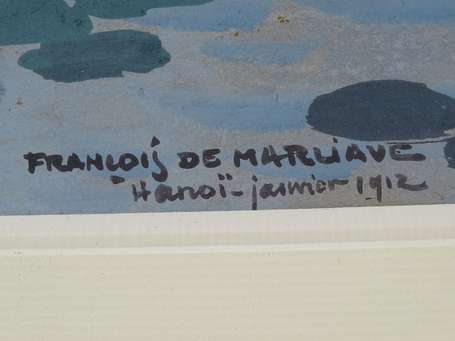 FRANÇOIS DE MARLIAVE
Hanoï-janvier 1912